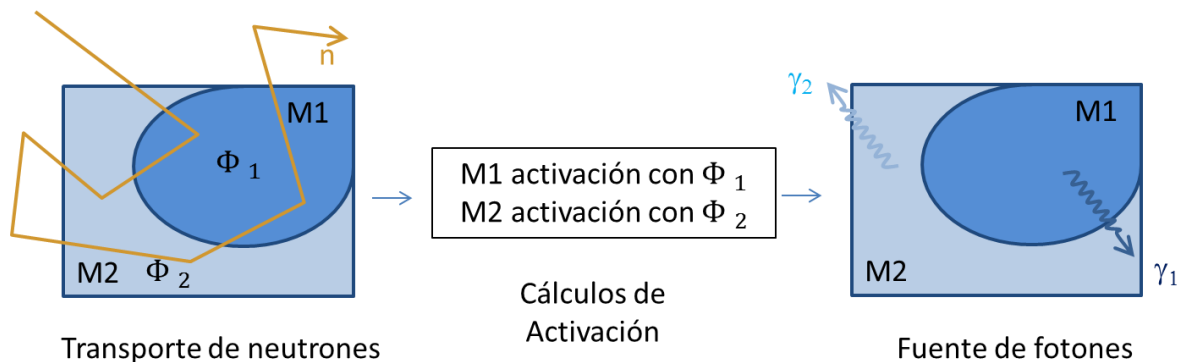 n
M1
Φ 1
M2
Φ 2
Transporte de neutrones
M1 activación con Φ 1
M2 activación con Φ 2
Cálculos de
Activación
γ2
M1
M2
γ1
Fuente de fotones